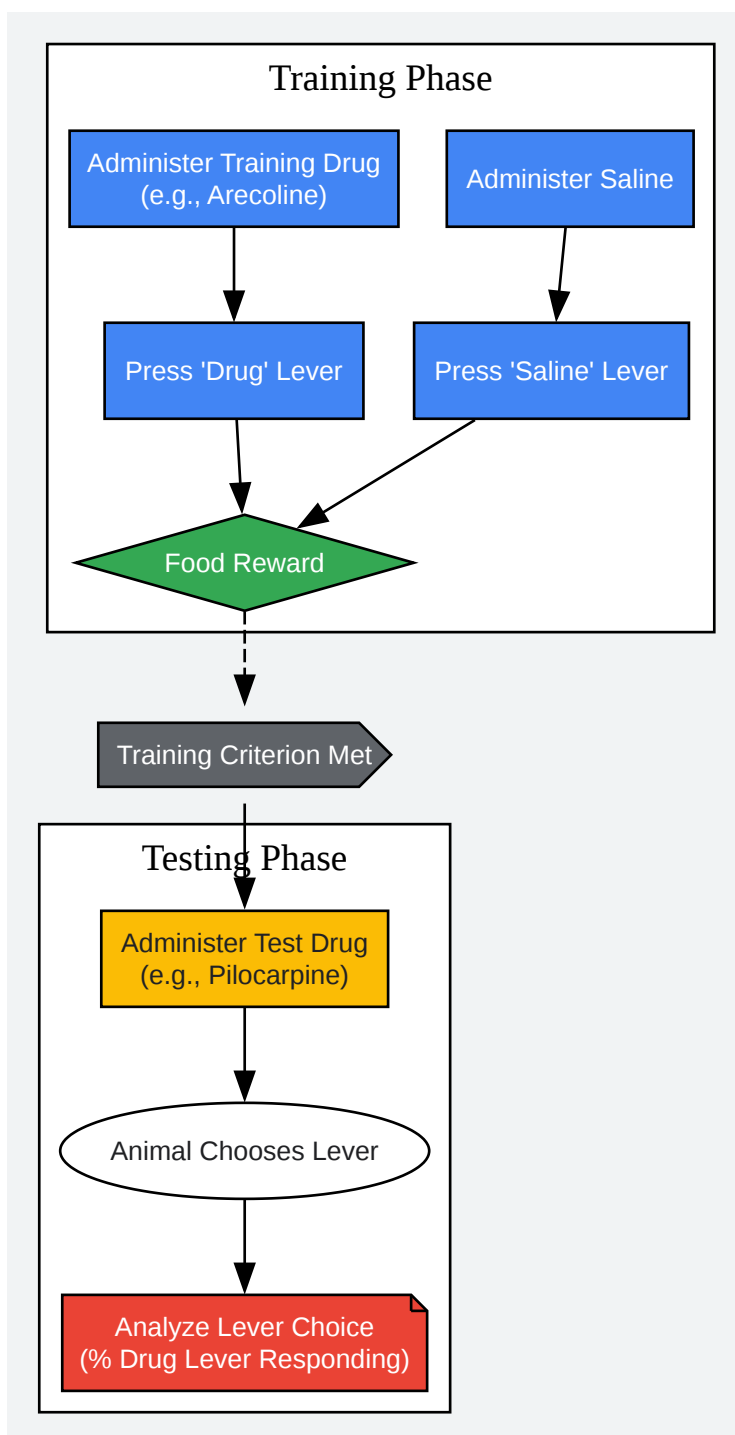 Training Phase
Administer Training Drug
(e.g., Arecoline)
Administer Saline
Press 'Drug' Lever
Press 'Saline' Lever
Food Reward
Training Criterion Met
Testing Phase
Administer Test Drug
(e.g., Pilocarpine)
Animal Chooses Lever
Analyze Lever Choice
(% Drug Lever Responding)